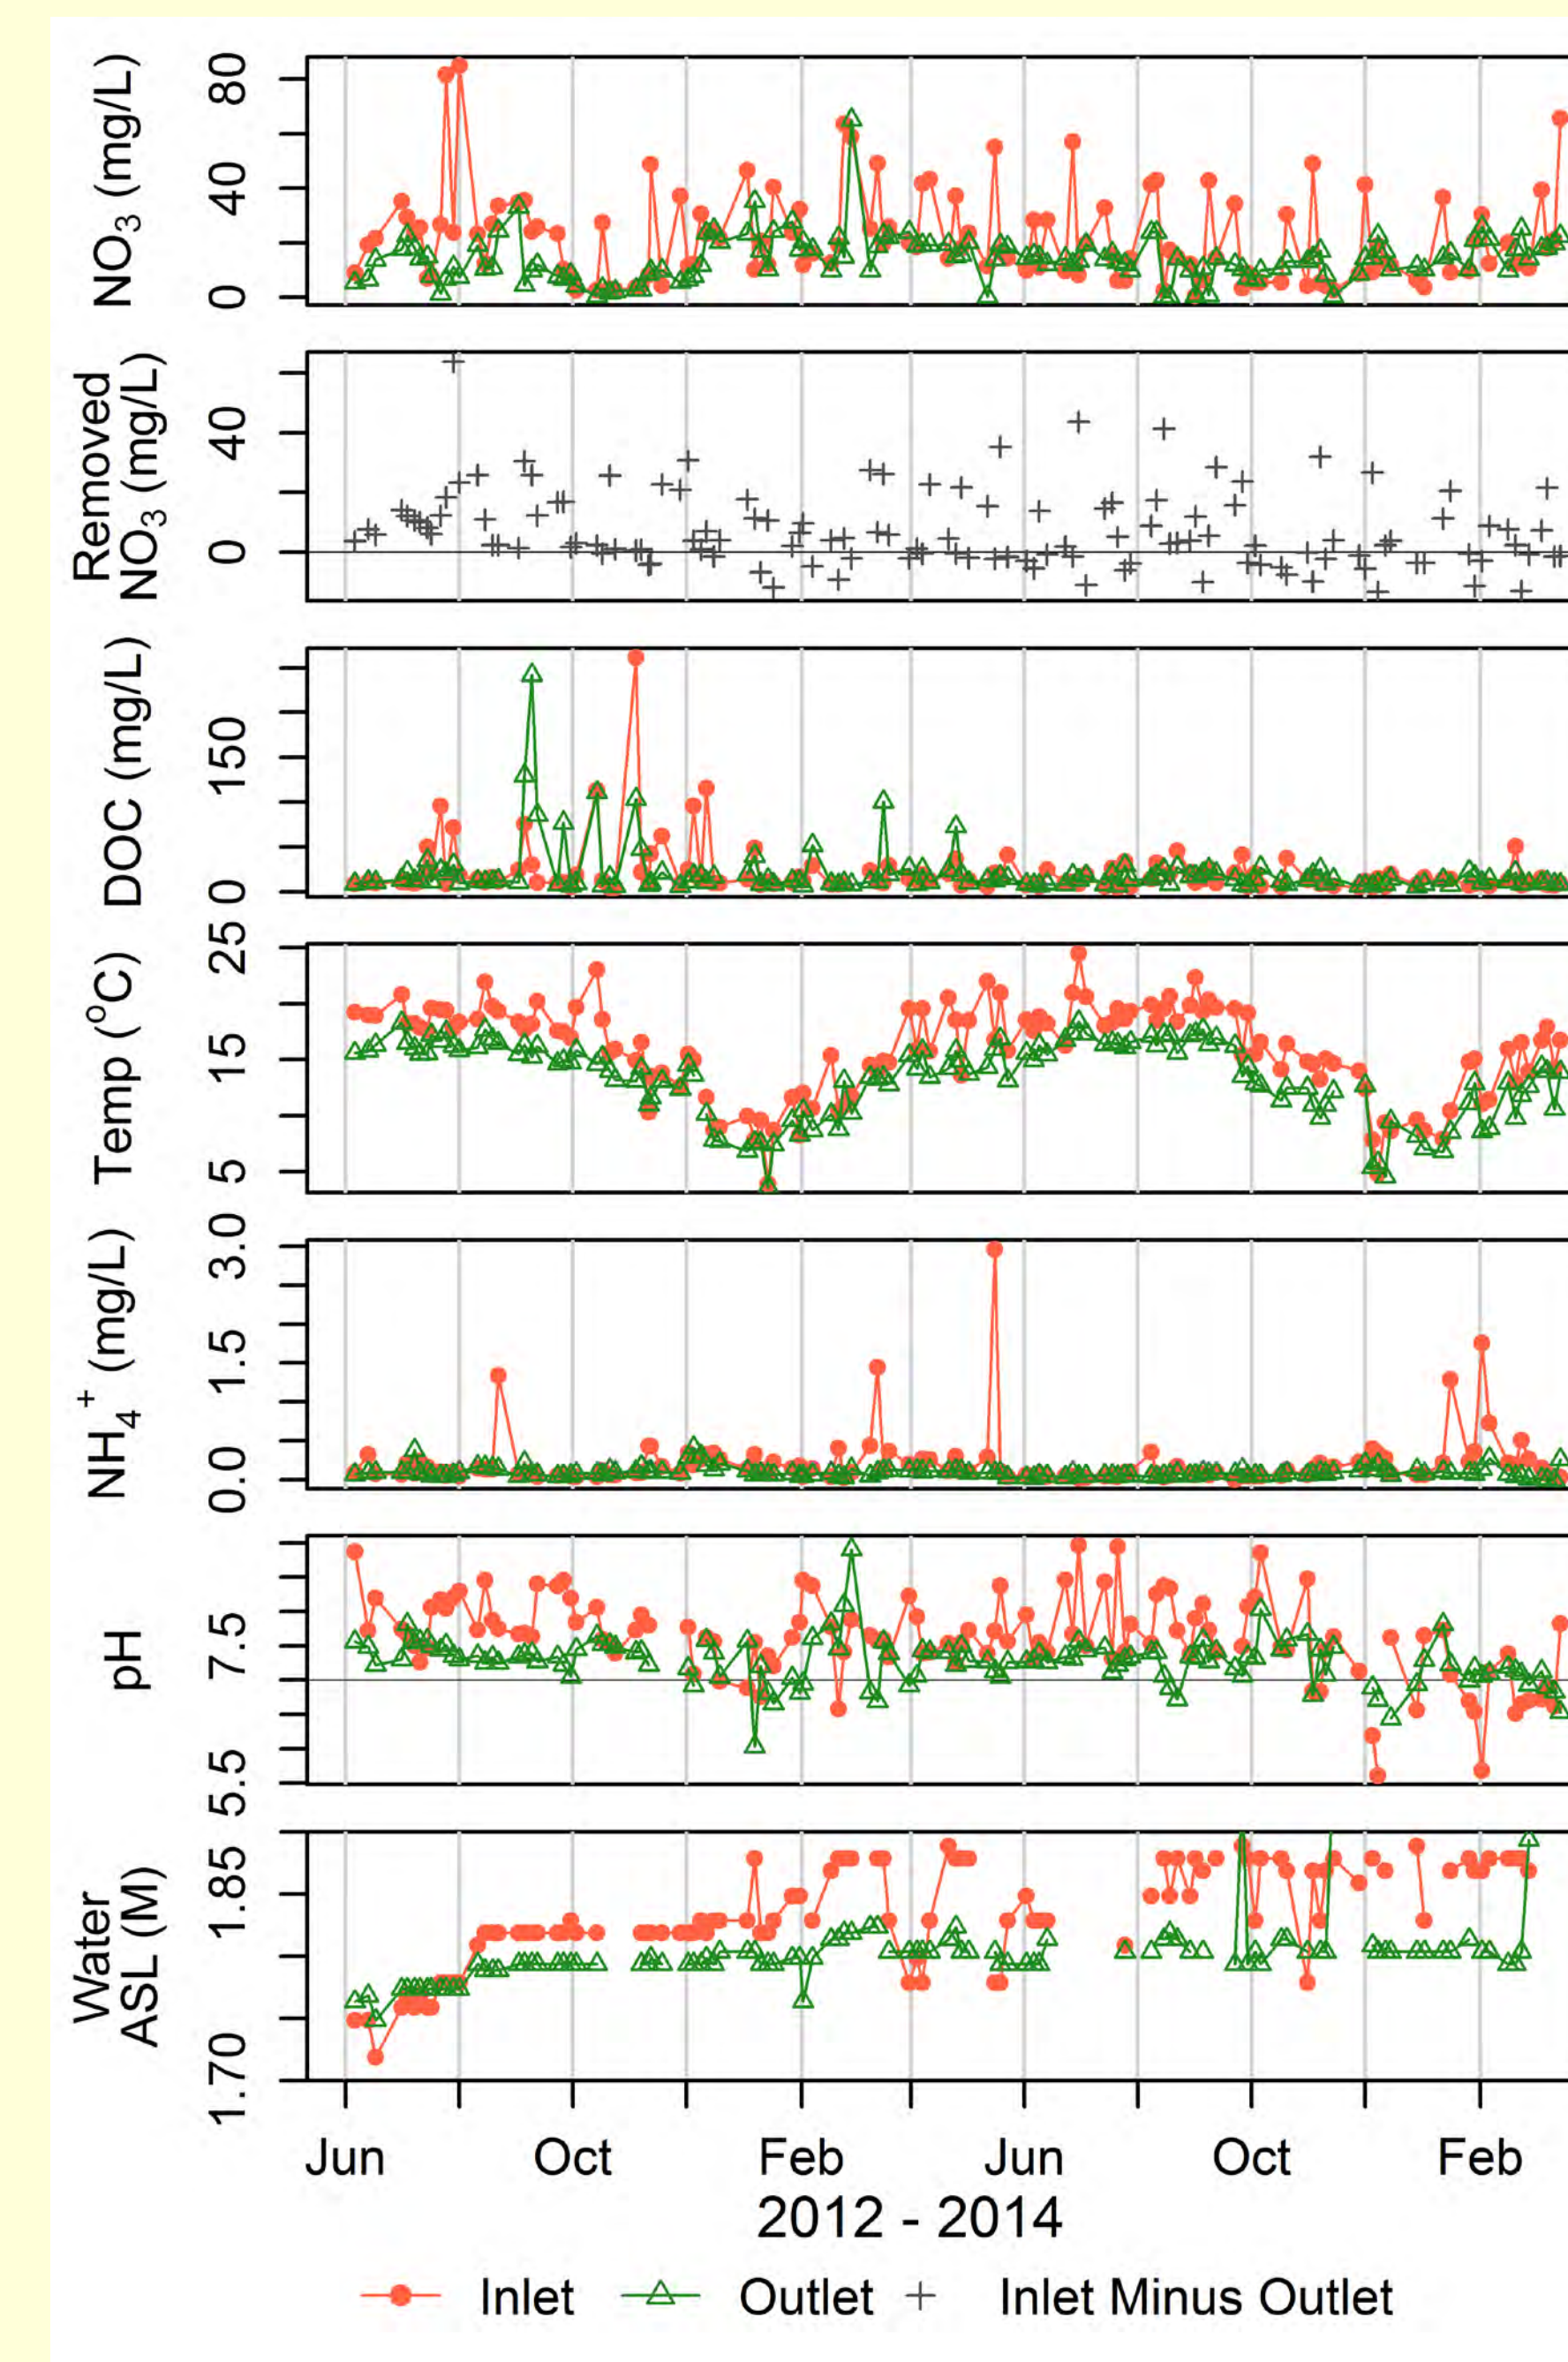 NO₃ (mg/L)
0 40 80
Removed
NO₃ (mg/L)
0 40
DOC (mg/L)
0 150
Temp (°C)
5 15 25
NH₄⁺ (mg/L)
0.0 1.5 3.0
pH
5.5 7.5
Water
ASL (M)
1.70 1.85
Jun Oct Feb Jun Oct Feb
2012 - 2014
Inlet Outlet Inlet Minus Outlet